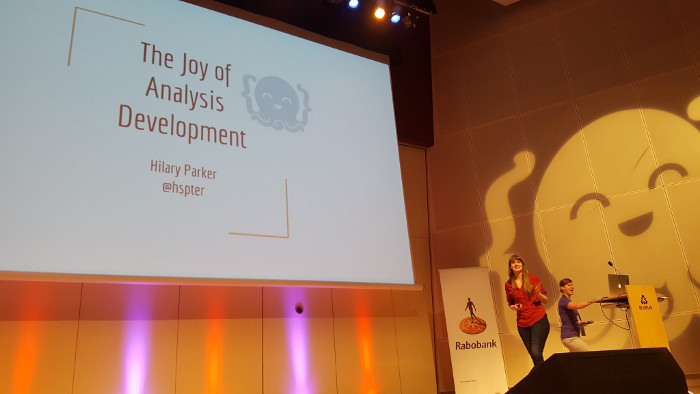 The Joy of
Analysis
Development
Hilary Parker
@hspter
Rabobank